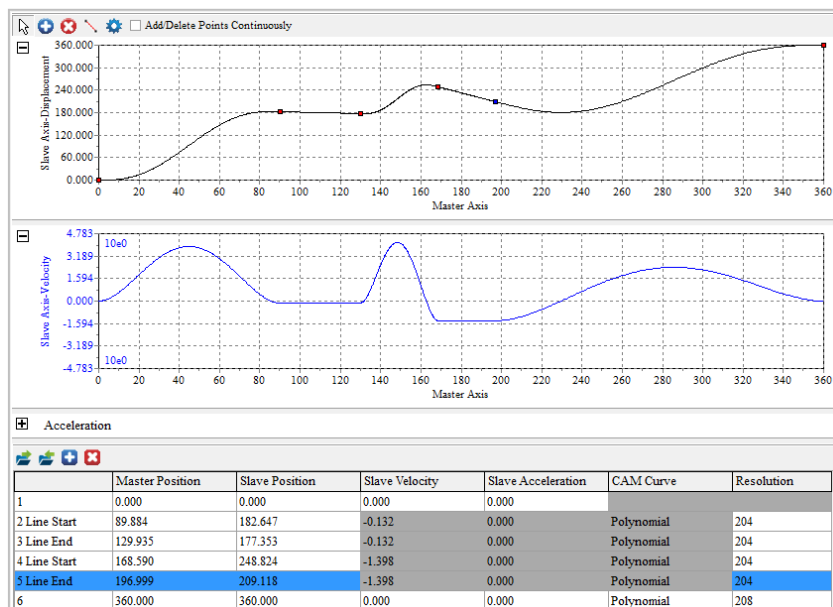 Add/Delete Points Continuously
360.000
300.000
240.000
180.000
120.000
60.000
0.000
Slave Axis-Displacement
0 20 40 60 80 100 120 140 160 180 200 220 240 260 280 300 320 340 360
Master Axis
4.783
3.189
1.594
0.000
-1.594
-3.189
-4.783
Slave Axis-Velocity
10e0
10e0
0 20 40 60 80 100 120 140 160 180 200 220 240 260 280 300 320 340 360
Master Axis
Acceleration
Master Position Slave Position Slave Velocity Slave Acceleration CAM Curve Resolution
1 0.000 0.000 0.000 0.000
2 Line Start 89.884 182.647 -0.132 0.000 Polynomial 204
3 Line End 129.935 177.353 -0.132 0.000 Polynomial 204
4 Line Start 168.590 248.824 -1.398 0.000 Polynomial 204
5 Line End 196.999 209.118 -1.398 0.000 Polynomial 204
6 360.000 360.000 0.000 0.000 Polynomial 208